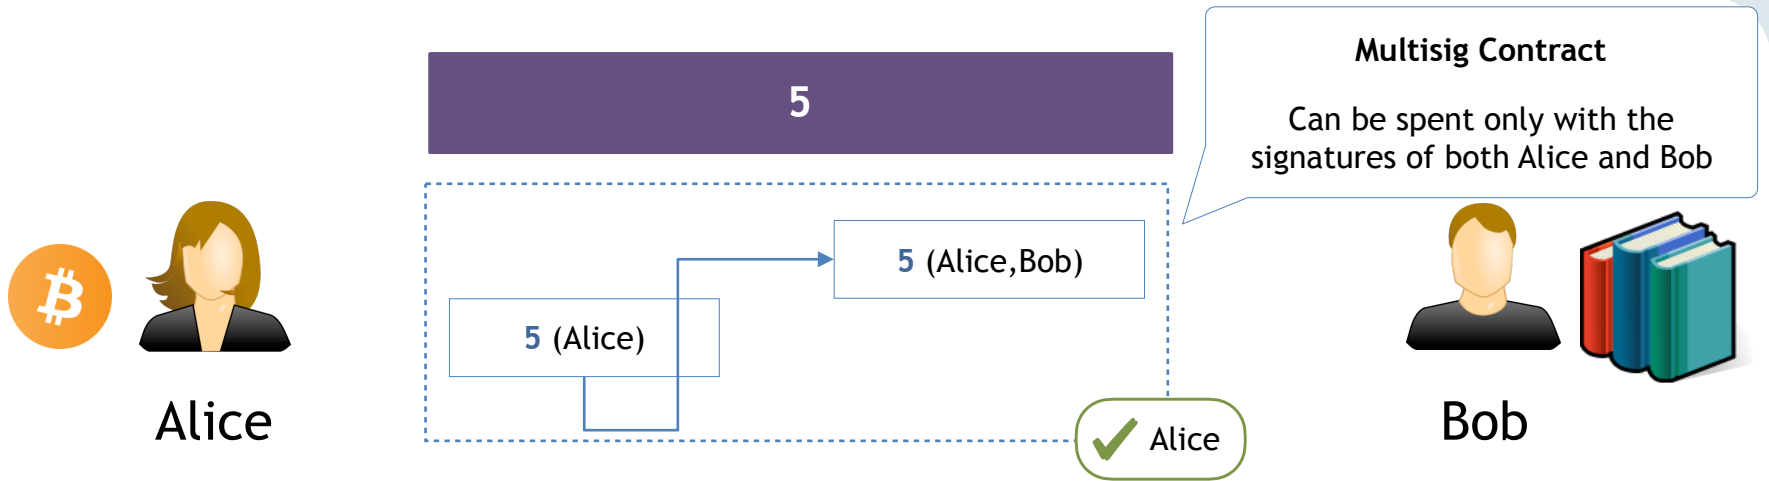 Multisig Contract
Can be spent only with the
signatures of both Alice and Bob
5
5 (Alice,Bob)
5 (Alice)
Alice
Alice
Bob